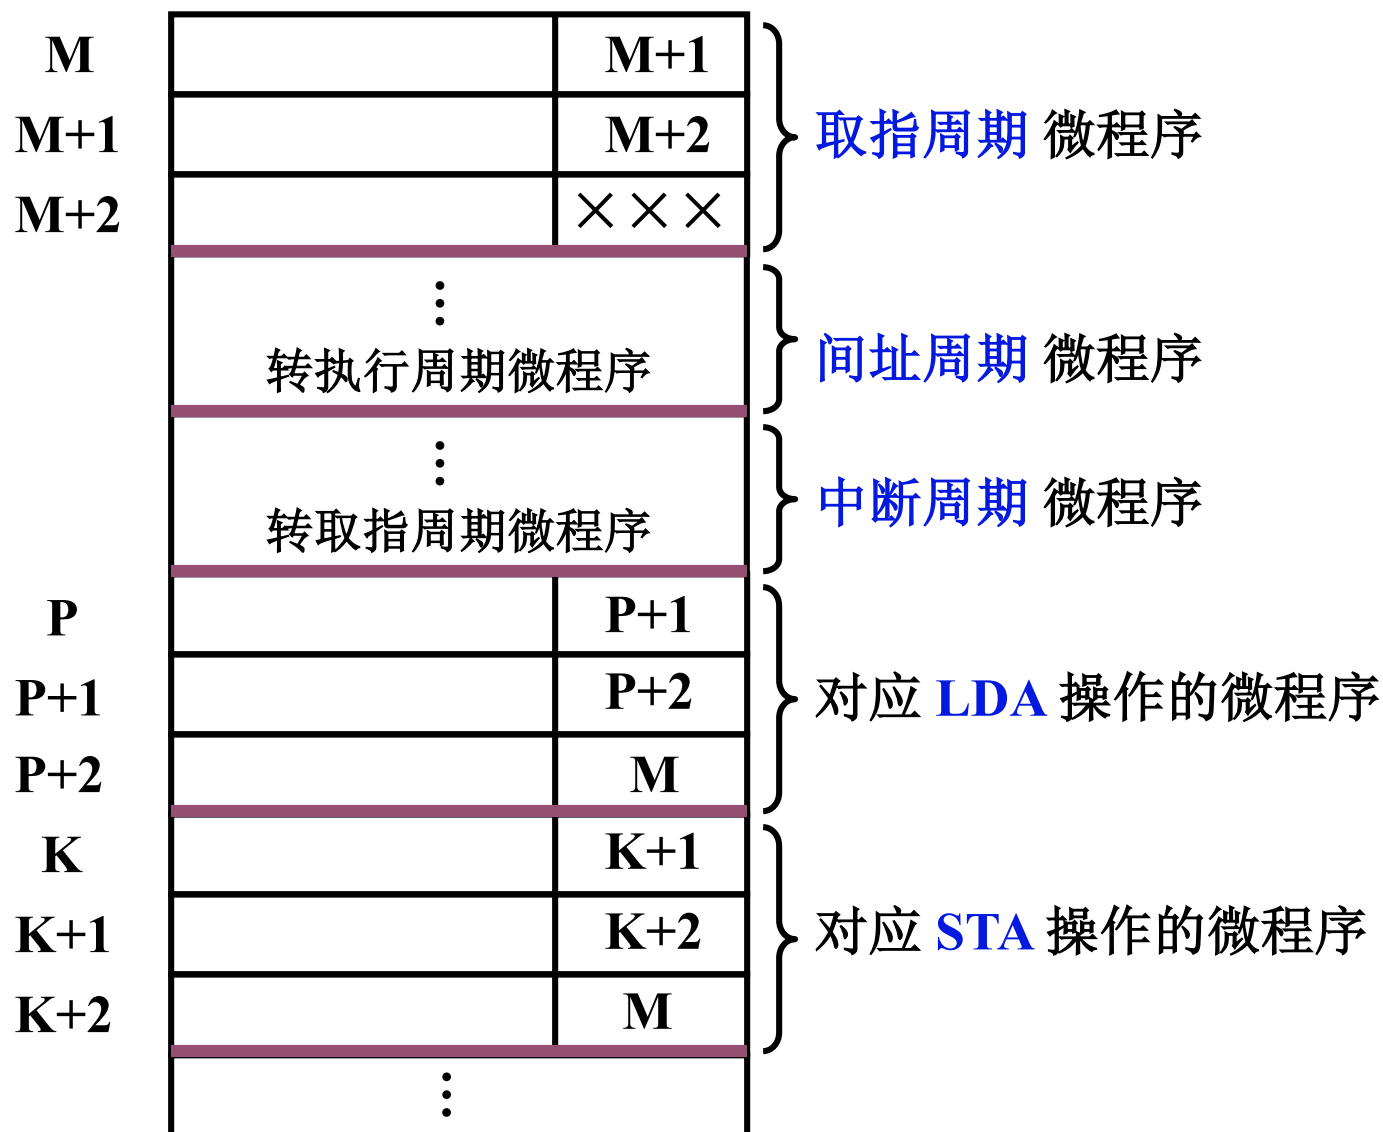 M M+1
M+1 M+2 取指周期 微程序
M+2 ×××
⋮
转执行周期微程序 间址周期 微程序
⋮
转取指周期微程序 中断周期 微程序
P P+1
P+1 P+2 对应 LDA 操作的微程序
P+2 M
K K+1
K+1 K+2 对应 STA 操作的微程序
K+2 M
⋮